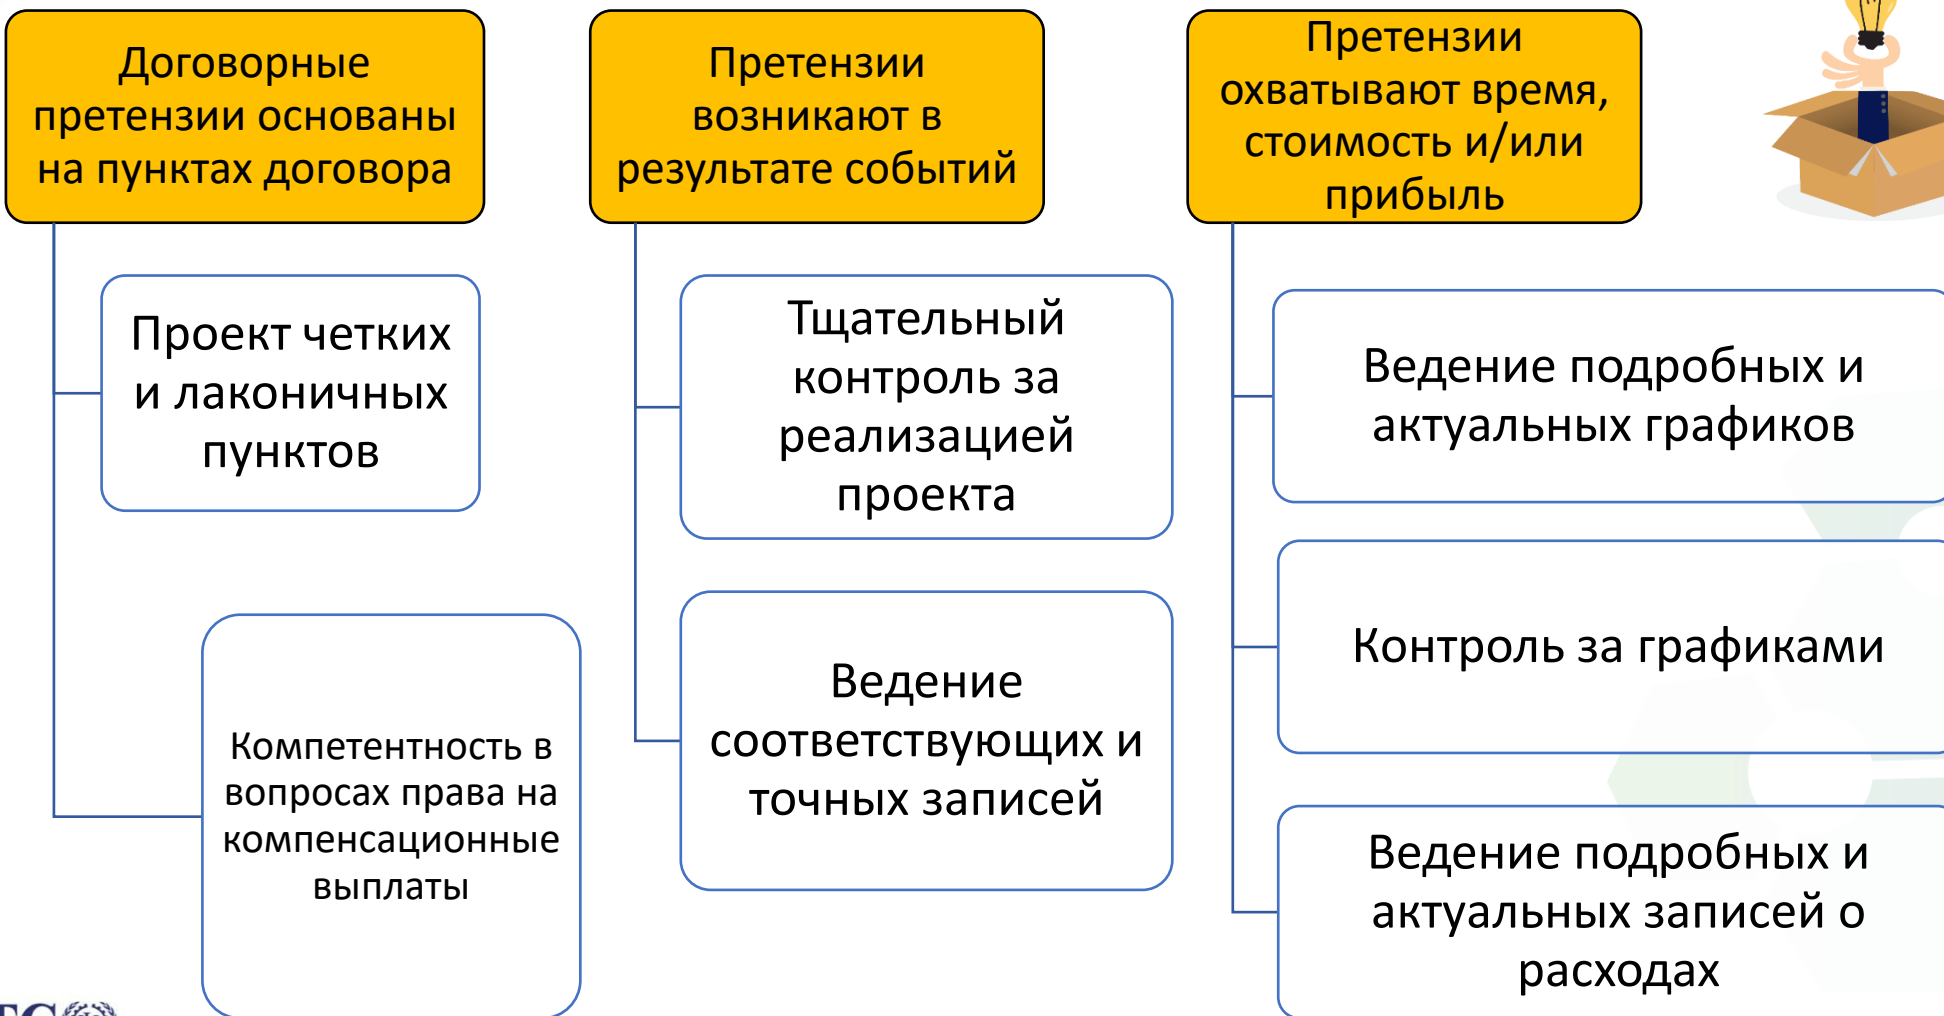 Договорные
претензии основаны
на пунктах договора
Проект четких
и лаконичных
пунктов
Компетентность в
вопросах права на
компенсационные
выплаты
Претензии
возникают в
результате событий
Тщательный
контроль за
реализацией
проекта
Ведение
соответствующих и
точных записей
Претензии
охватывают время,
стоимость и/или
прибыль
Ведение подробных и
актуальных графиков
Контроль за графиками
Ведение подробных и
актуальных записей о
расходах